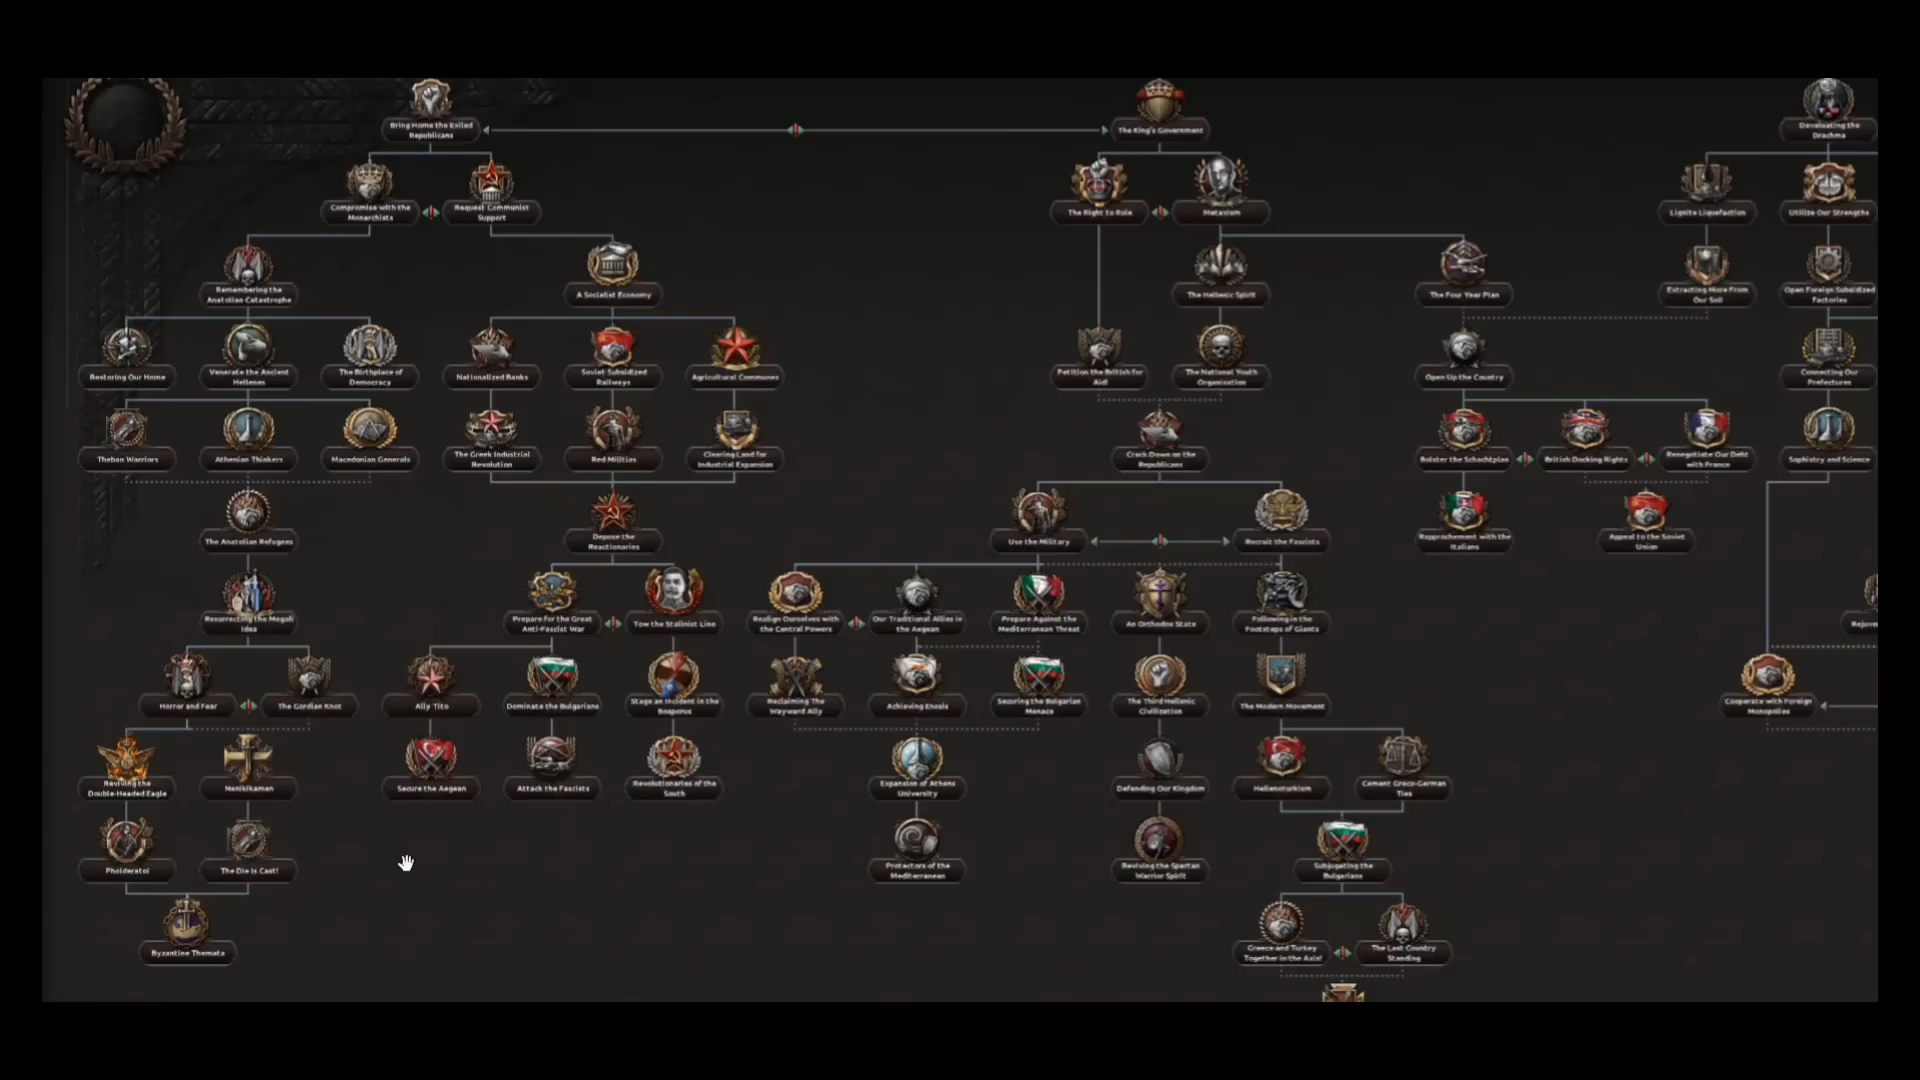 Bring Home the Exiled
Republicans
The King's Government
Devaluating the
Drachma
Compromise with the
Monarchists
Request Communist
Support
The Right to Rule
Metaxism
Lignite Liquefaction
Utilize Our Strengths
Remembering the
Anatolian Catastrophe
A Socialist Economy
The Hellenic Spirit
The Four Year Plan
Extracting More From
Our Soil
Open Foreign Subsidized
Factories
Restoring Our Home
Venerate the Ancient
Hellenes
The Birthplace of
Democracy
Nationalized Banks
Soviet Subsidized
Railways
Agricultural Communes
Petition the British for
Aid!
The National Youth
Organisation
Open Up the Country
Connecting Our
Prefectures
Theban Warriors
Athenian Thinkers
Macedonian Generals
The Greek Industrial
Revolution
Red Militias
Clearing Land for
Industrial Expansion
Crack Down on the
Republicans
Bolster the Schachtplan
British Docking Rights
Renegotiate Our Debt
with France
Sophistry and Science
The Anatolian Refugees
Depose the
Reactionaries
Use the Military
Recruit the Fascists
Rapprochement with the
Italians
Appeal to the Soviet
Union
Resurrecting the Megali
Idea
Prepare for the Great
Anti-Fascist War
Tow the Stalinist Line
Realign Ourselves with
the Central Powers
Our Traditional Allies in
the Aegean
Prepare Against the
Mediterranean Threat
An Orthodox State
Following in the
Footsteps of Giants
Rejuve
Horror and Fear
The Gordian Knot
Ally Tito
Dominate the Bulgarians
Stage an Incident in the
Bosporus
Reclaiming The
Wayward Ally
Achieving Enosis
Securing the Bulgarian
Menace
The Third Hellenic
Civilization
The Modern Movement
Cooperate with Foreign
Monopolies
Reviving the
Double-Headed Eagle
Nenikikamen
Secure the Aegean
Attack the Fascists
Revolutionaries of the
South
Expansion of Athens
University
Defending Our Kingdom
Hellenoturkism
Cement Greco-German
Ties
Phoideratoi
The Die Is Cast!
Protectors of the
Mediterranean
Reviving the Spartan
Warrior Spirit
Subjugating the
Bulgarians
Byzantine Themata
Greece and Turkey
Together in the Axis!
The Last Country
Standing